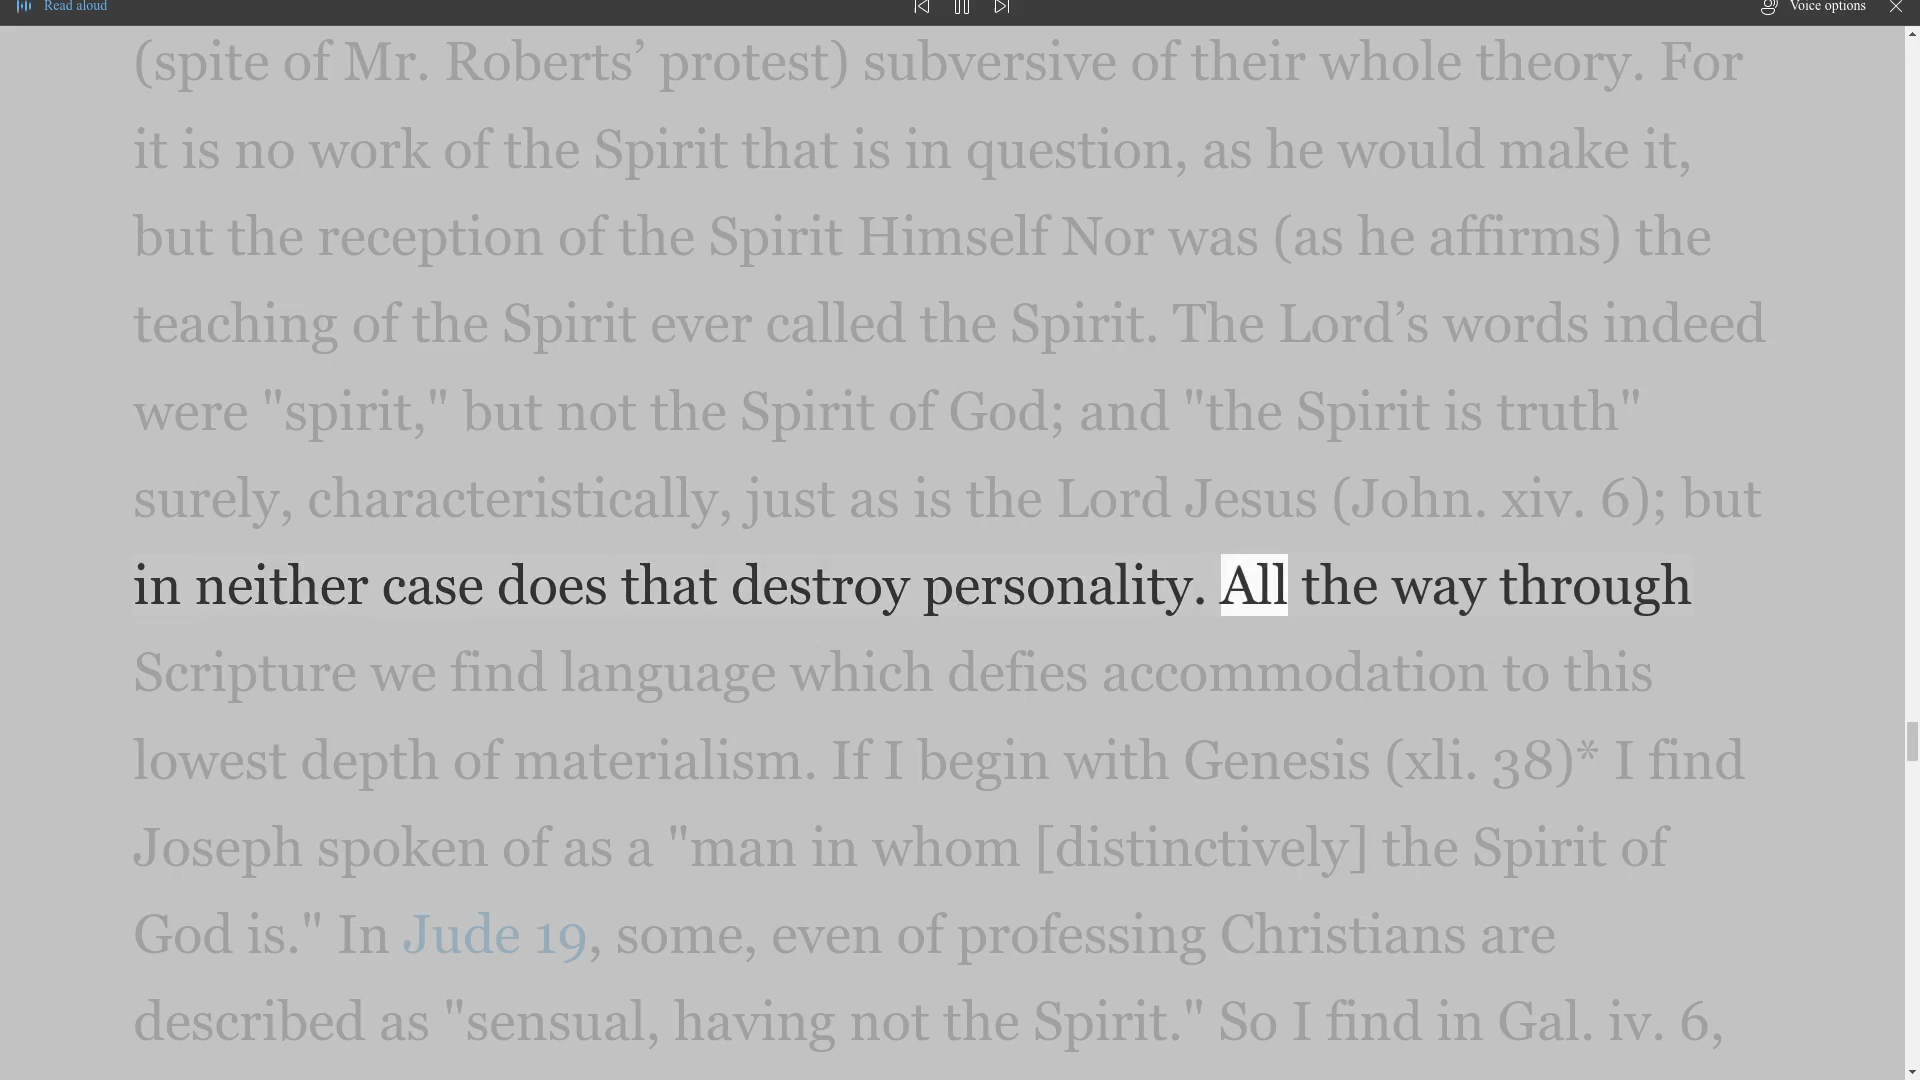 Read aloud
Voice options
(spite of Mr. Roberts’ protest) subversive of their whole theory. For
it is no work of the Spirit that is in question, as he would make it,
but the reception of the Spirit Himself Nor was (as he affirms) the
teaching of the Spirit ever called the Spirit. The Lord’s words indeed
were "spirit," but not the Spirit of God; and "the Spirit is truth"
surely, characteristically, just as is the Lord Jesus (John. xiv. 6); but
in neither case does that destroy personality. All the way through
Scripture we find language which defies accommodation to this
lowest depth of materialism. If I begin with Genesis (xli. 38)* I find
Joseph spoken of as a "man in whom [distinctively] the Spirit of
God is." In Jude 19, some, even of professing Christians are
described as "sensual, having not the Spirit." So I find in Gal. iv. 6,